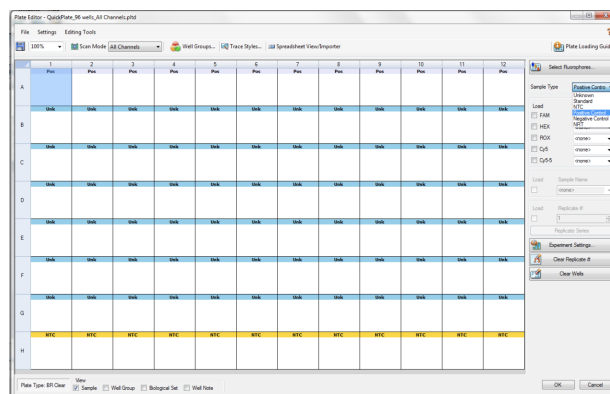 Plate Editor - QuickPlate_96 wells_All Channels.pltd
File Settings Editing Tools
100% Scan Mode All Channels Well Groups... Trace Styles... Spreadsheet View/Importer Plate Loading Guid
1 2 3 4 5 6 7 8 9 10 11 12
Pos Pos Pos Pos Pos Pos Pos Pos Pos Pos Pos Pos
A
Unk Unk Unk Unk Unk Unk Unk Unk Unk Unk Unk Unk
B
Unk Unk Unk Unk Unk Unk Unk Unk Unk Unk Unk Unk
C
Unk Unk Unk Unk Unk Unk Unk Unk Unk Unk Unk Unk
D
Unk Unk Unk Unk Unk Unk Unk Unk Unk Unk Unk Unk
E
Unk Unk Unk Unk Unk Unk Unk Unk Unk Unk Unk Unk
F
Unk Unk Unk Unk Unk Unk Unk Unk Unk Unk Unk Unk
G
NTC NTC NTC NTC NTC NTC NTC NTC NTC NTC NTC NTC
H
Select Fluorophores...
Sample Type Positive Contro
Unknown
Standard
NTC
Positive Control
Negative Control
NRT
Load
FAM
HEX <none>
ROX <none>
Cy5 <none>
Cy5-5 <none>
Load Sample Name
<none>
Load Replicate #
1
Replicate Series
Experiment Settings...
Clear Replicate #
Clear Wells
Plate Type: BR Clear View
Sample Well Group Biological Set Well Note
OK Cancel